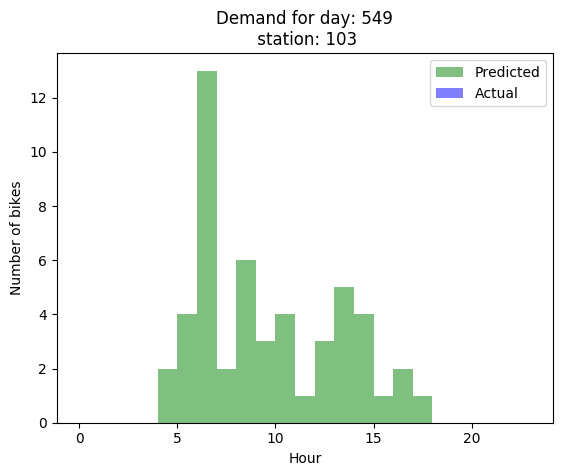 Demand for day: 549
station: 103
Predicted
Actual
Number of bikes
12
10
8
6
4
2
0
0 5 10 15 20
Hour